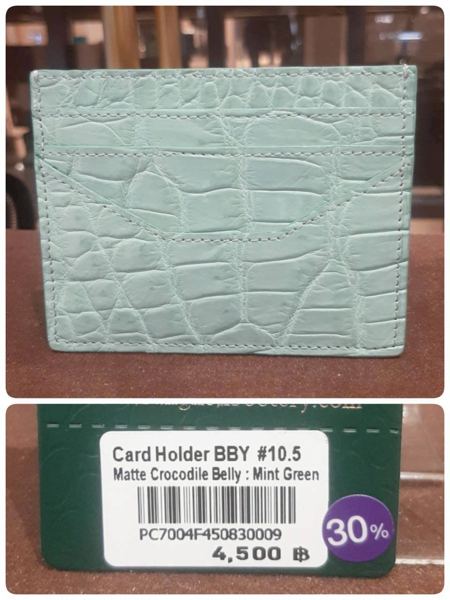 Card Holder BBY #10.5
Matte Crocodile Belly : Mint Green
PC7004F450830009
4,500 ฿
30%